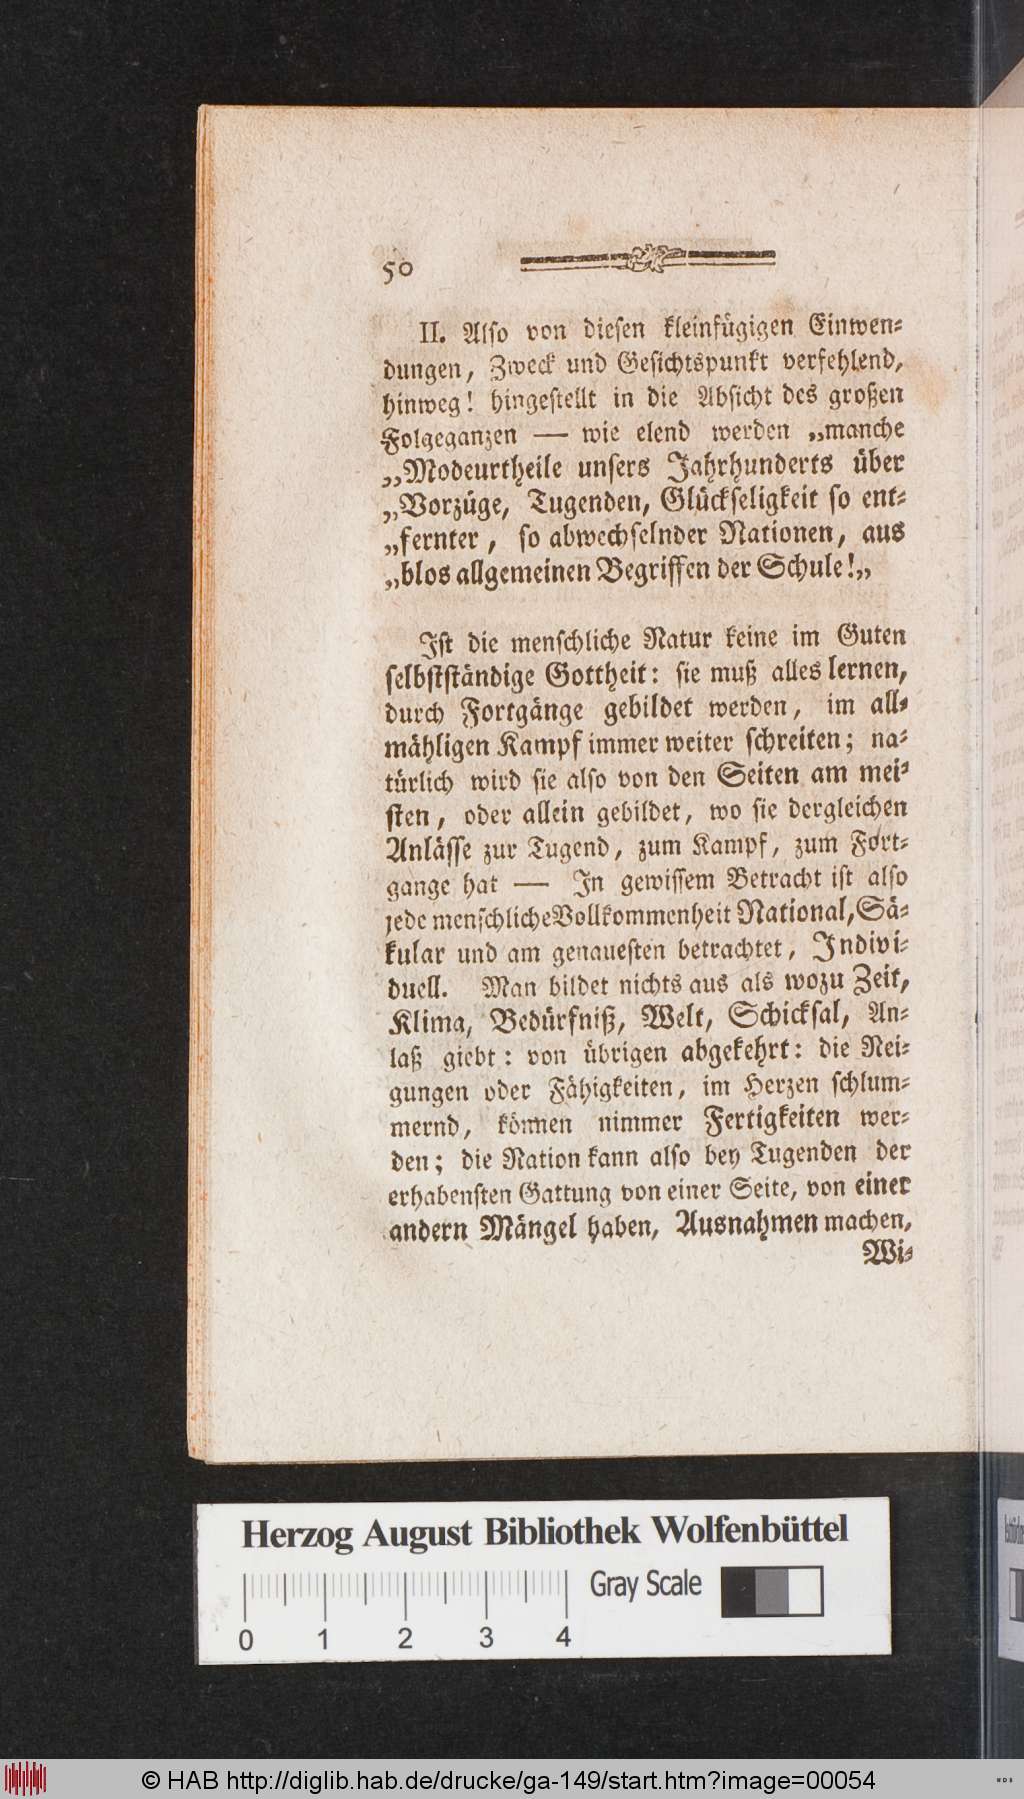 50
II. Also von diesen kleinfügigen Einwen⸗
dungen, Zweck und Gesichtspunkt verfehlend,
hinweg! hingestellt in die Absicht des großen
Folgeganzen — wie elend werden „manche
„Modeurtheile unsers Jahrhunderts über
„Vorzüge, Tugenden, Glückseligkeit so ent⸗
„fernter, so abwechselnder Nationen, aus
„blos allgemeinen Begriffen der Schule!„
Ist die menschliche Natur keine im Guten
selbstständige Gottheit: sie muß alles lernen,
durch Fortgänge gebildet werden, im all⸗
mähligen Kampf immer weiter schreiten; na⸗
türlich wird sie also von den Seiten am mei⸗
sten, oder allein gebildet, wo sie dergleichen
Anlässe zur Tugend, zum Kampf, zum Fort⸗
gange hat — In gewissem Betracht ist also
jede menschliche Vollkommenheit National, Sä⸗
kular und am genauesten betrachtet, Indivi⸗
duell. Man bildet nichts aus als wozu Zeit,
Klima, Bedürfniß, Welt, Schicksal, An⸗
laß giebt: von übrigen abgekehrt: die Nei⸗
gungen oder Fähigkeiten, im Herzen schlum⸗
mernd, können nimmer Fertigkeiten wer⸗
den; die Nation kann also bey Tugenden der
erhabensten Gattung von einer Seite, von einer
andern Mängel haben, Ausnahmen machen,
Wi⸗
Herzog August Bibliothek Wolfenbüttel
Gray Scale
0 1 2 3 4
© HAB http://diglib.hab.de/drucke/ga-149/start.htm?image=00054